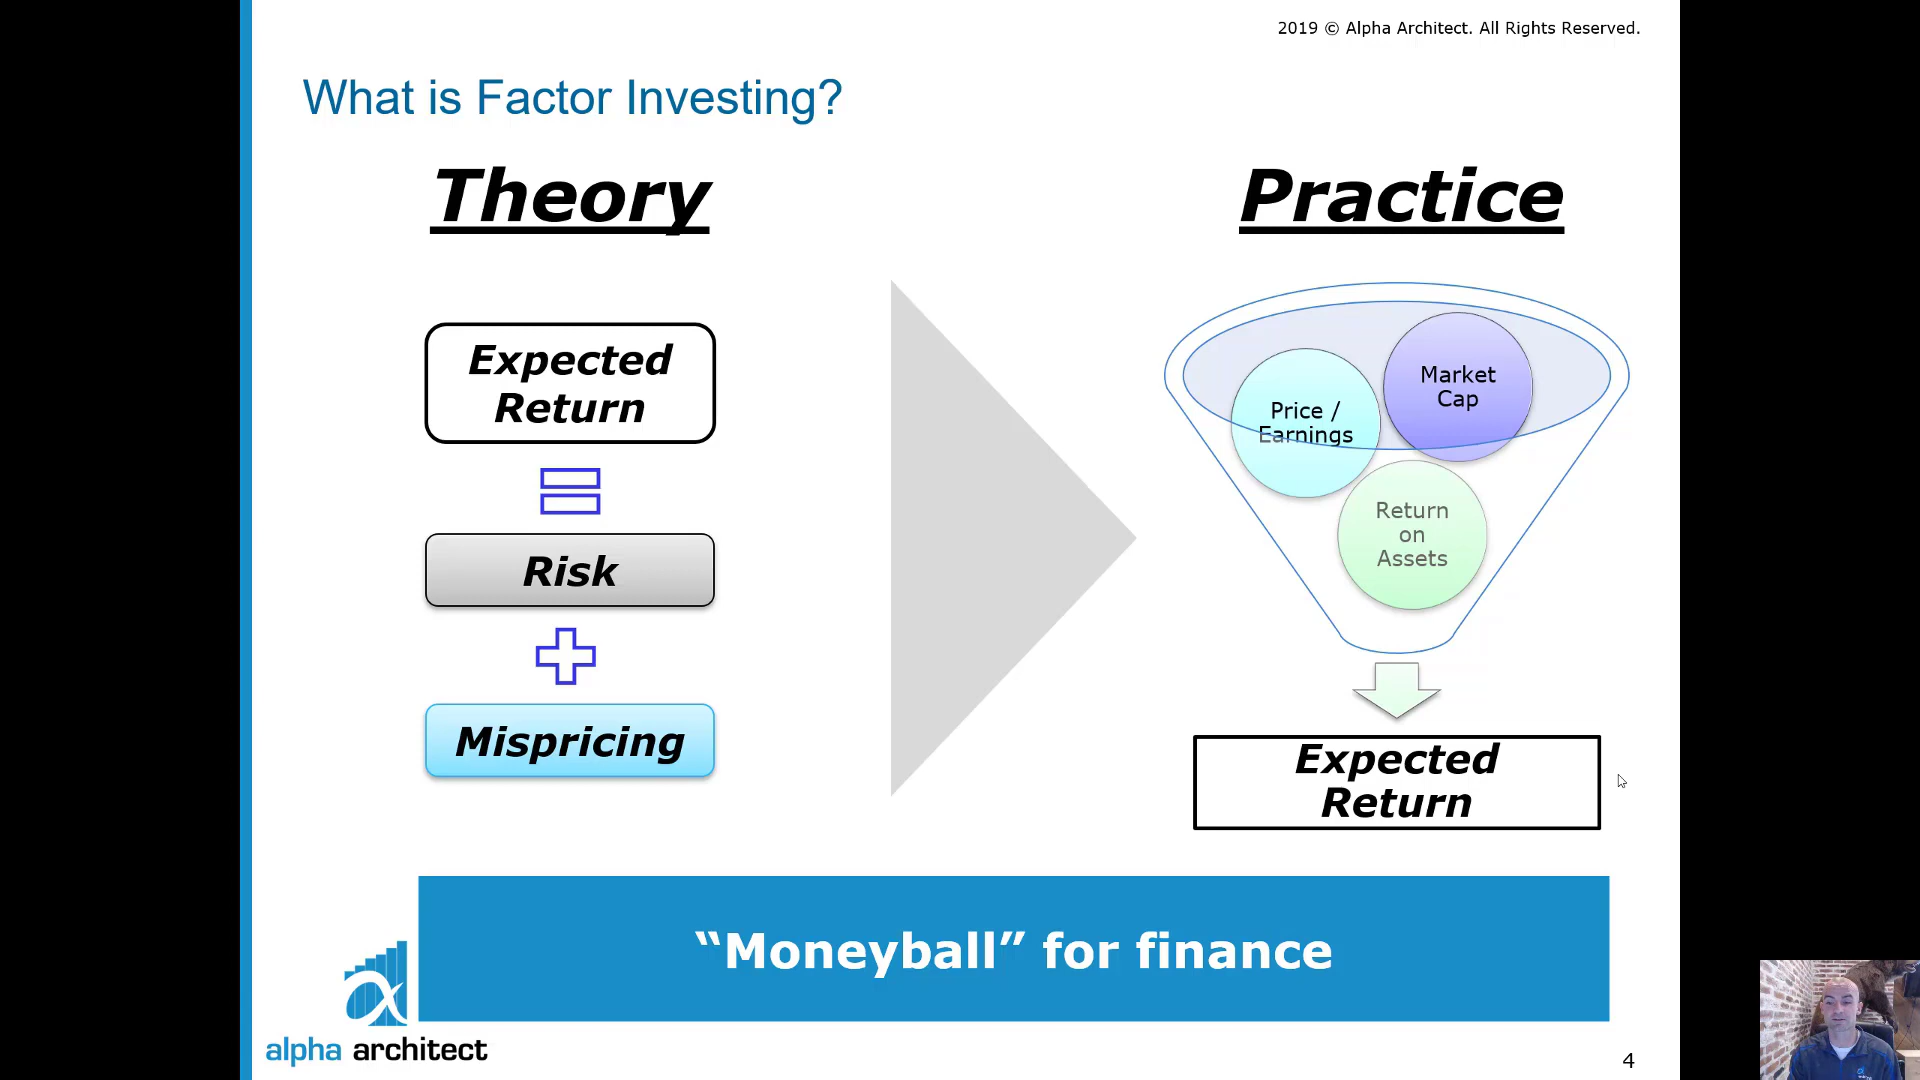 2019 © Alpha Architect. All Rights Reserved.
What is Factor Investing?
Theory
Expected
Return
Risk
Mispricing
Practice
Market
Cap
Price /
Earnings
Return
on
Assets
Expected
Return
“Moneyball” for finance
alpha architect
4